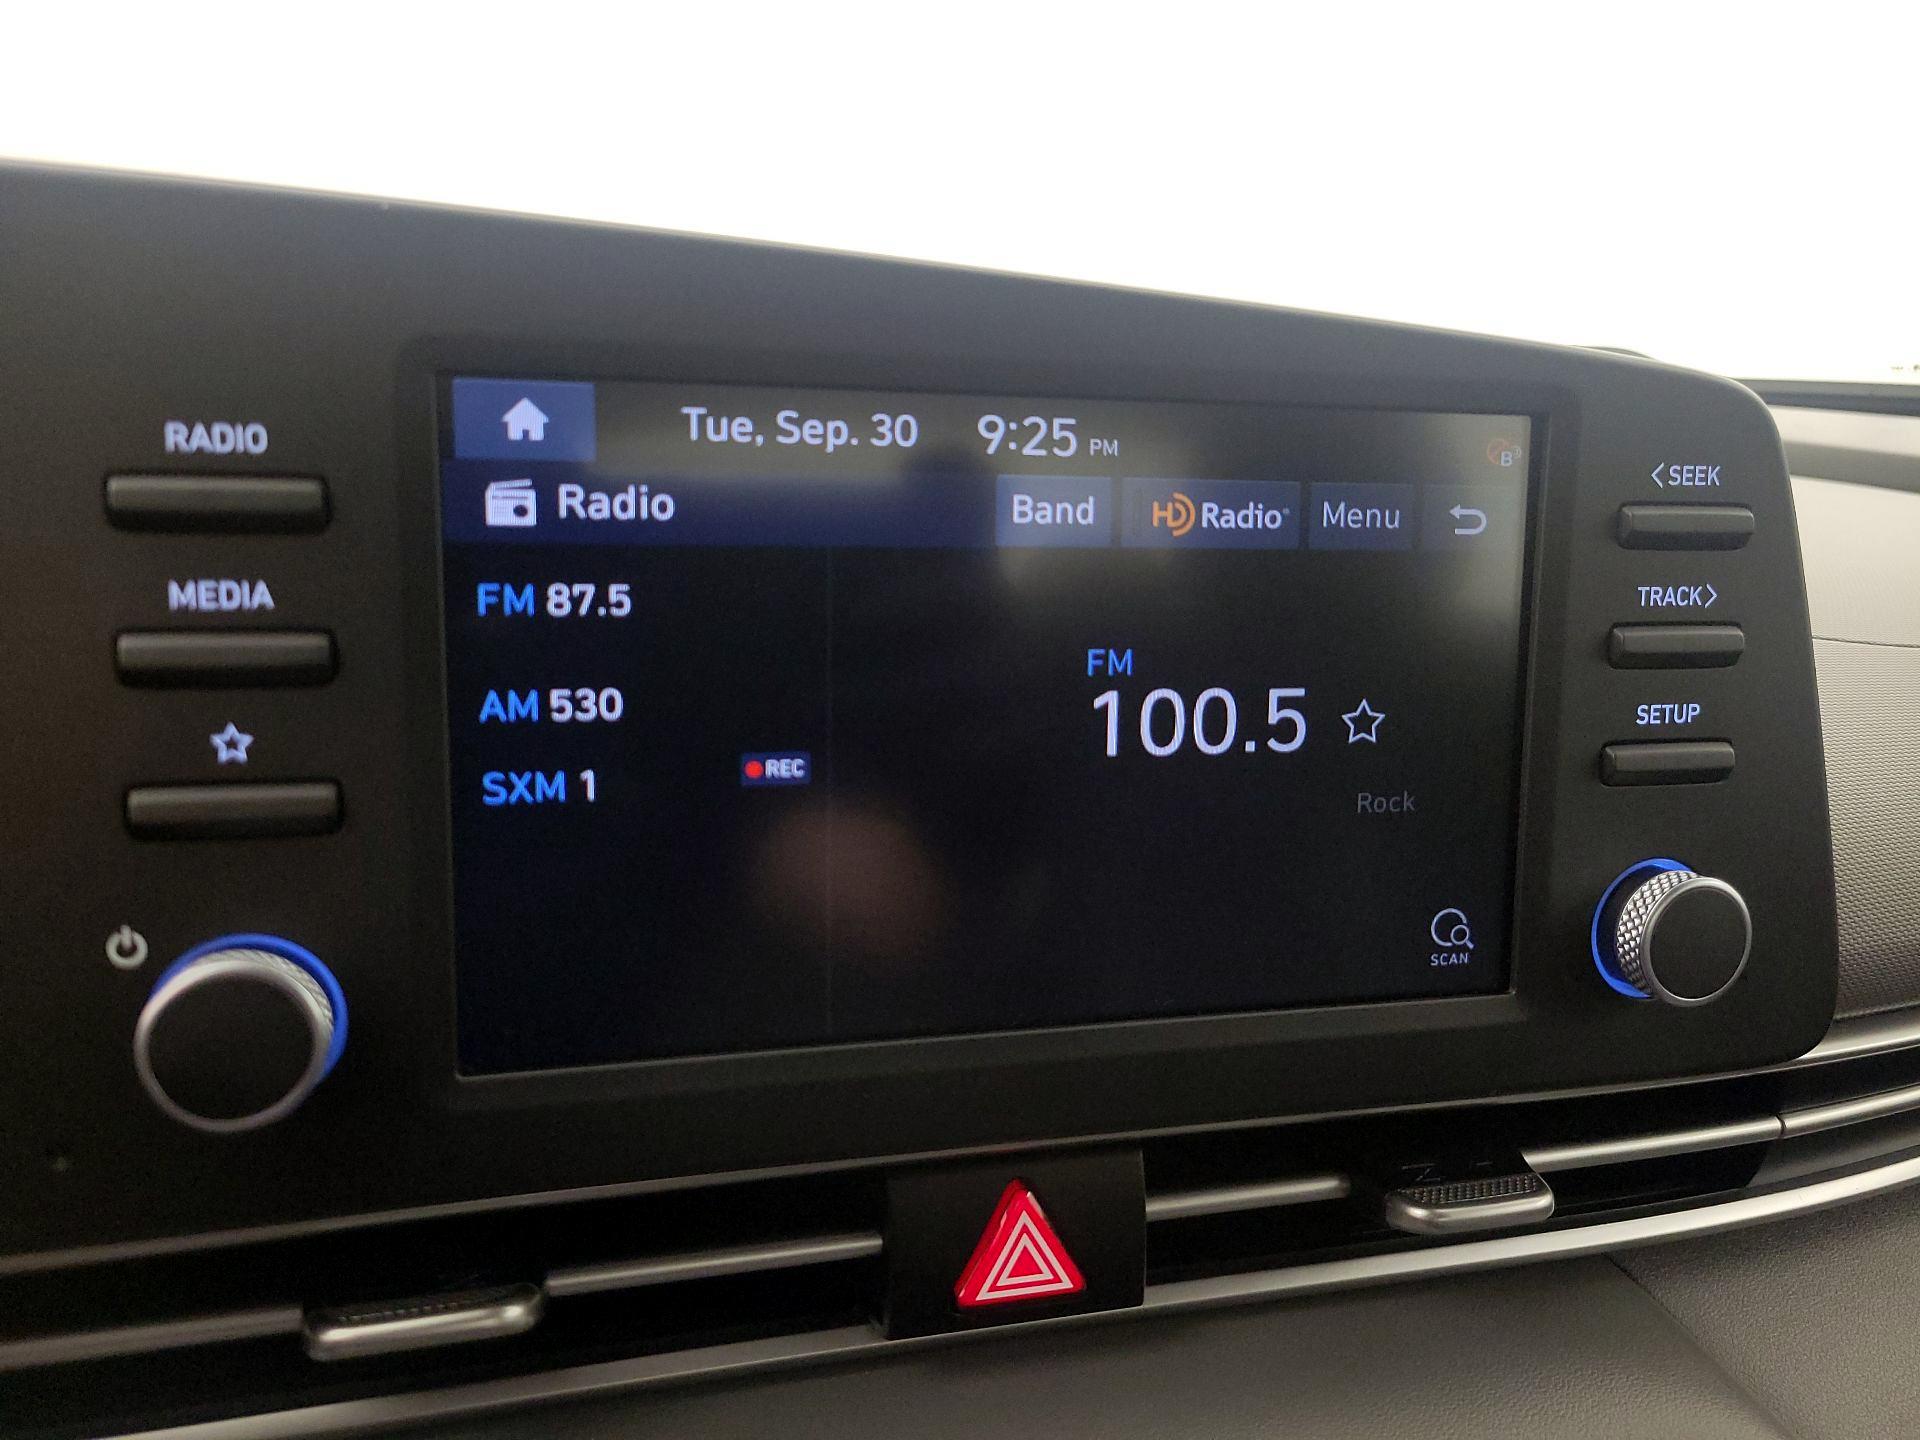 RADIO
MEDIA
Tue, Sep. 30 9:25 PM
B
Radio
Band
HD Radio
Menu
FM 87.5
AM 530
SXM 1
REC
FM
100.5
Rock
SCAN
SEEK
TRACK
SETUP